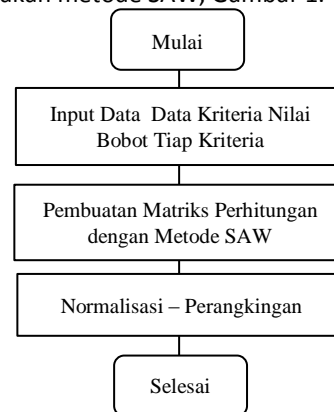 metode SAW, Gambar 1.
Mulai
Input Data  Data Kriteria Nilai
Bobot Tiap Kriteria
Pembuatan Matriks Perhitungan
dengan Metode SAW
Normalisasi – Perangkingan
Selesai